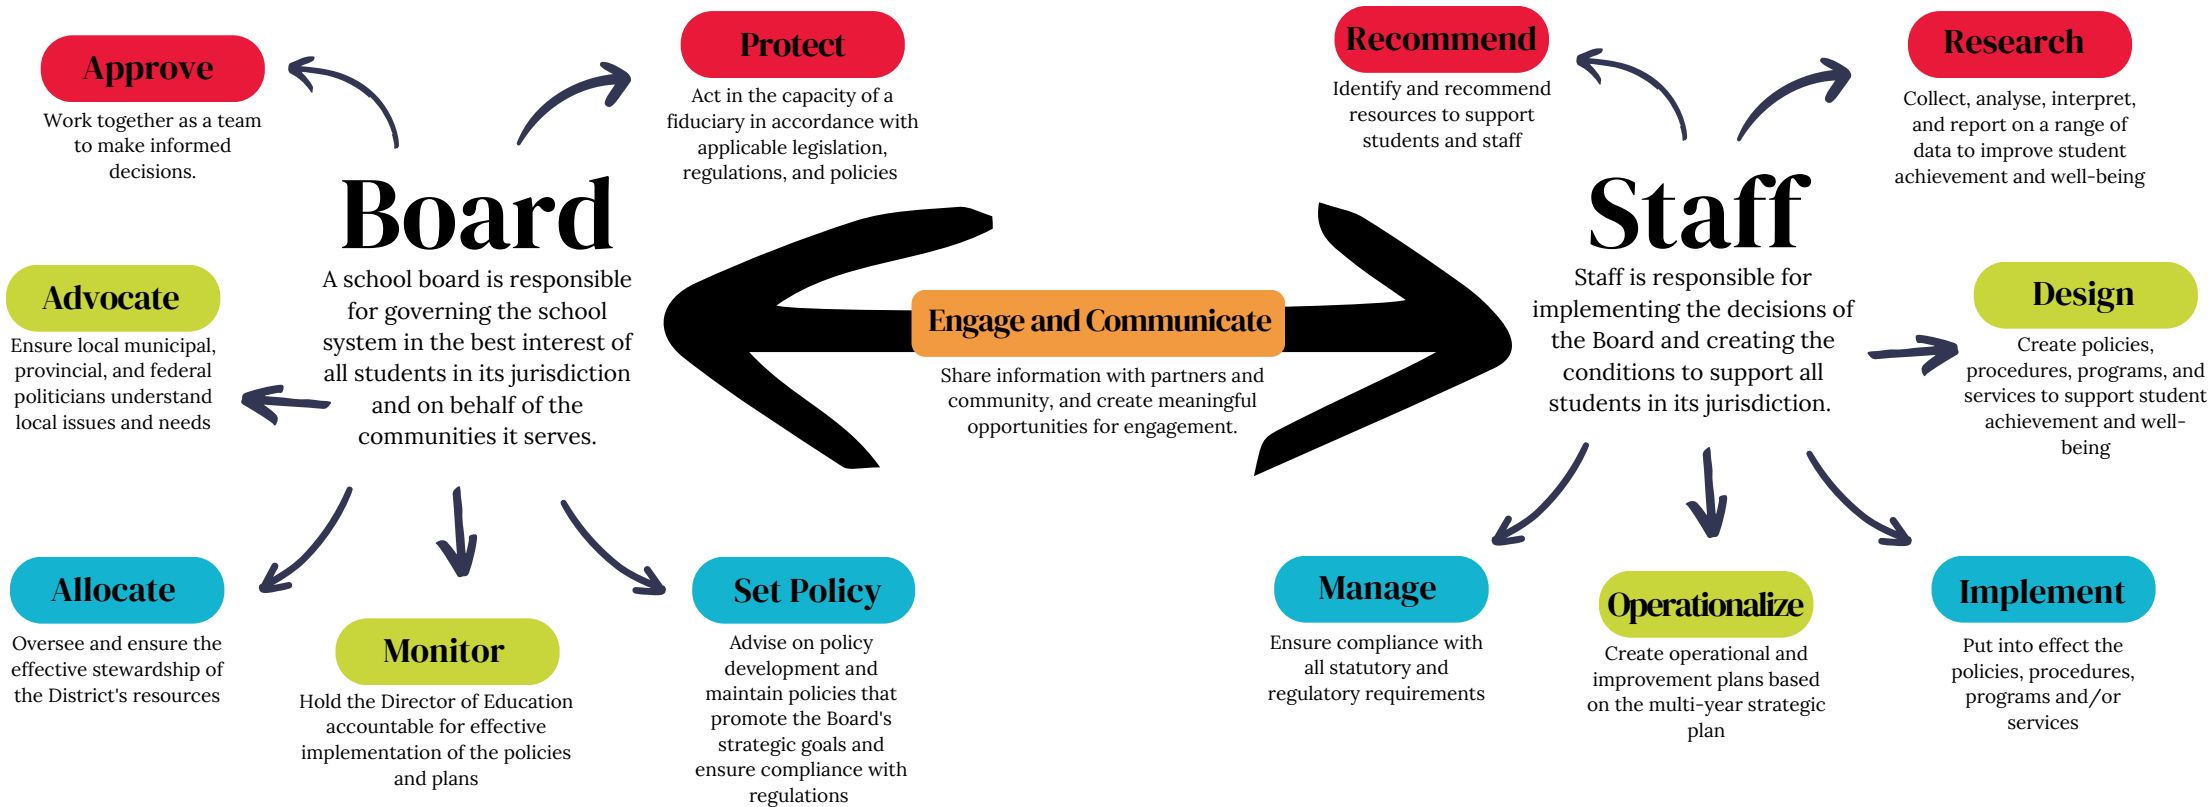 Approve
Work together as a team
to make informed
decisions.
Protect
Act in the capacity of a
fiduciary in accordance with
applicable legislation,
regulations, and policies
Board
A school board is responsible
for governing the school
system in the best interest of
all students in its jurisdiction
and on behalf of the
communities it serves.
Advocate
Ensure local municipal,
provincial, and federal
politicians understand
local issues and needs
Allocate
Oversee and ensure the
effective stewardship of
the District's resources
Monitor
Hold the Director of Education
accountable for effective
implementation of the policies
and plans
Set Policy
Advise on policy
development and
maintain policies that
promote the Board's
strategic goals and
ensure compliance with
regulations
Engage and Communicate
Share information with partners and
community, and create meaningful
opportunities for engagement.
Recommend
Identify and recommend
resources to support
students and staff
Research
Collect, analyse, interpret,
and report on a range of
data to improve student
achievement and well-being
Staff
Staff is responsible for
implementing the decisions of
the Board and creating the
conditions to support all
students in its jurisdiction.
Design
Create policies,
procedures, programs, and
services to support student
achievement and well-
being
Manage
Ensure compliance with
all statutory and
regulatory requirements
Operationalize
Create operational and
improvement plans based
on the multi-year strategic
plan
Implement
Put into effect the
policies, procedures,
programs and/or
services